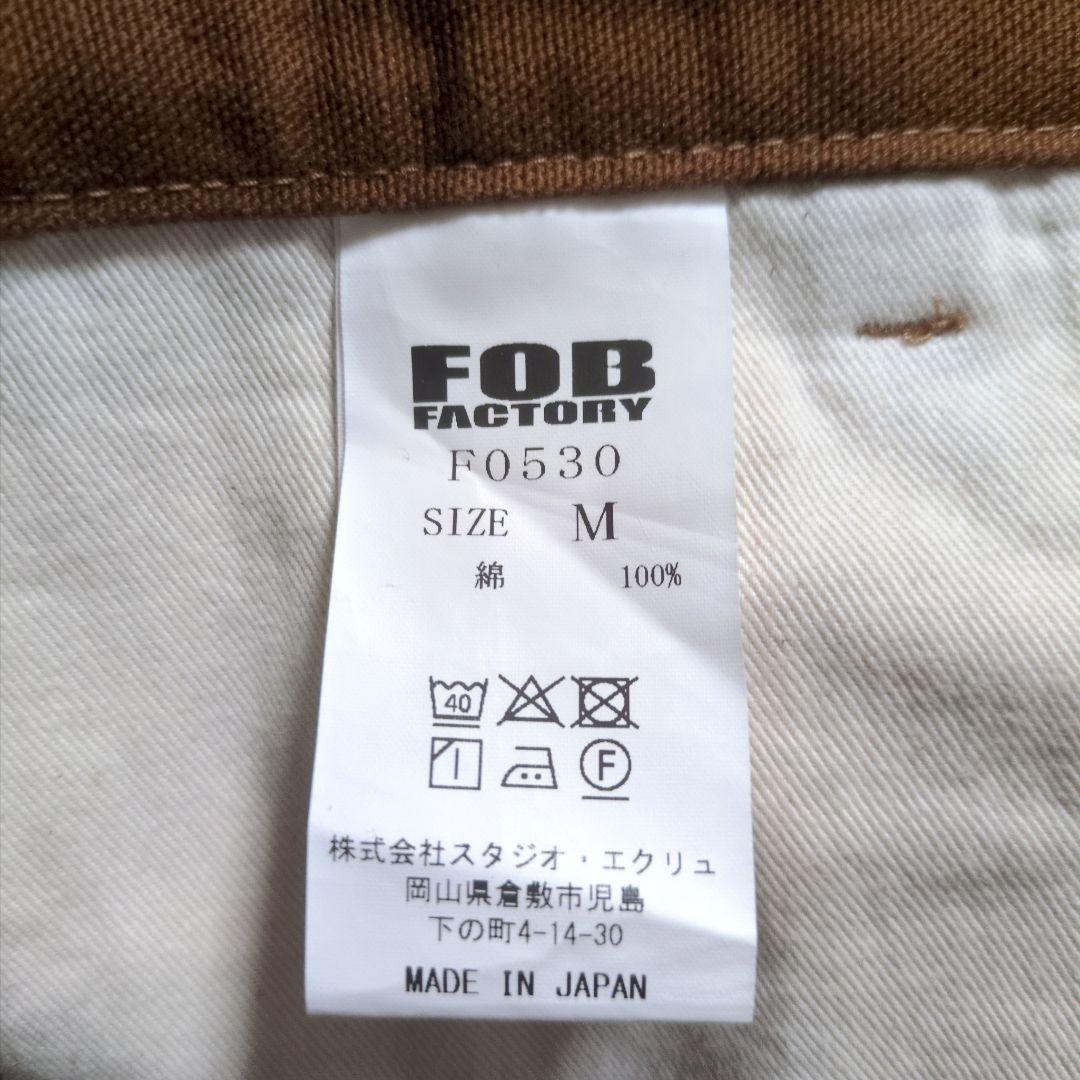 FOB
FACTORY
F0530
SIZE M
綿 100%
40
F
株式会社スタジオ・エクリュ
岡山県倉敷市児島
下の町4-14-30
MADE IN JAPAN